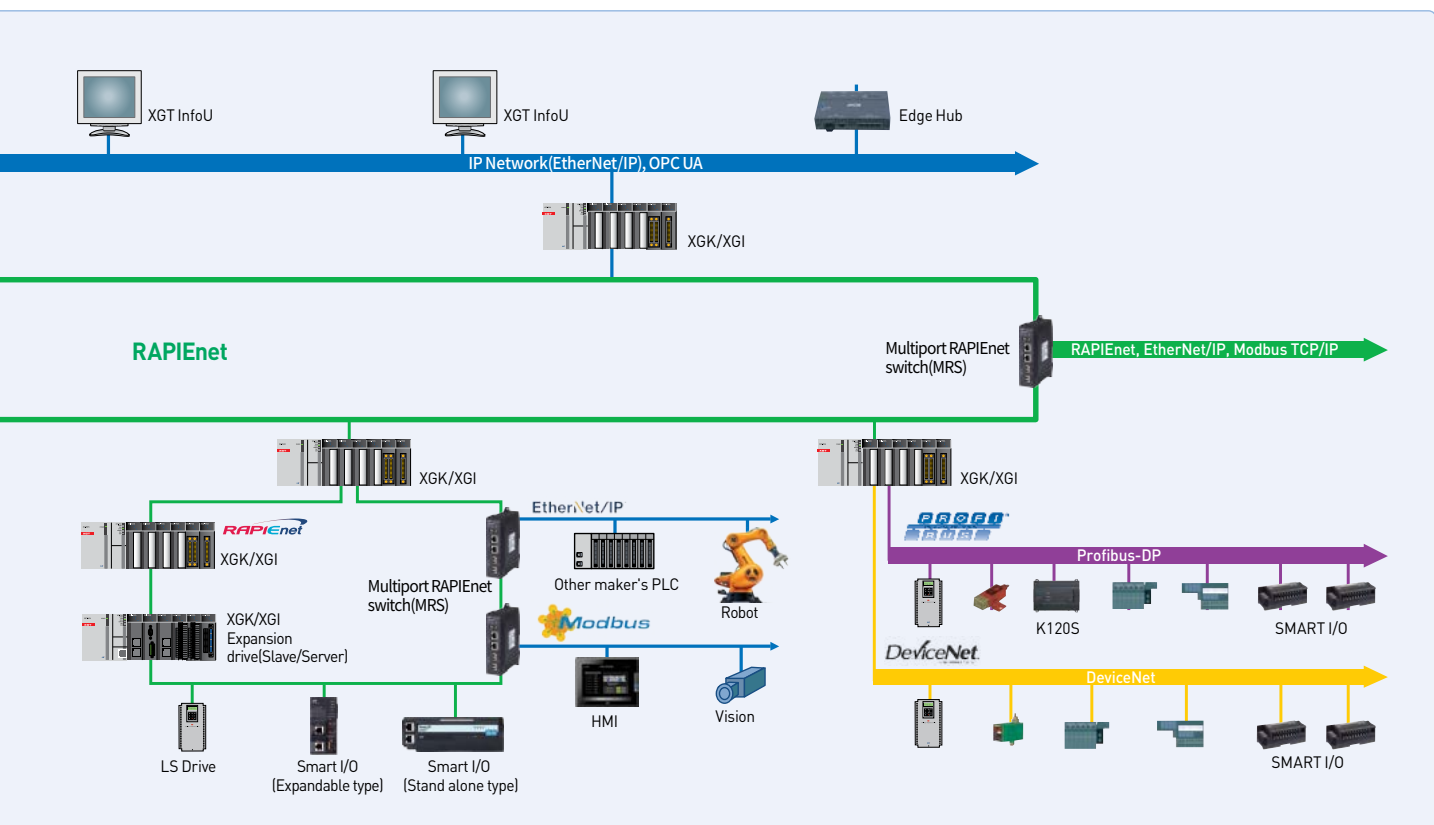 XGT InfoU
XGT InfoU
Edge Hub
IP Network(EtherNet/IP), OPC UA
XGK/XGI
RAPIEnet
Multiport RAPIEnet
switch(MRS)
RAPIEnet, EtherNet/IP, Modbus TCP/IP
XGK/XGI
XGK/XGI
RAPIEnet
XGK/XGI
EtherNet/IP
Other maker's PLC
Robot
Multiport RAPIEnet
switch(MRS)
XGK/XGI
Expansion
drive(Slave/Server)
Modbus
HMI
Vision
LS Drive
Smart I/O
(Expandable type)
Smart I/O
(Stand alone type)
PROFI
BUS
Profibus-DP
K120S
SMART I/O
DeviceNet
DeviceNet
SMART I/O